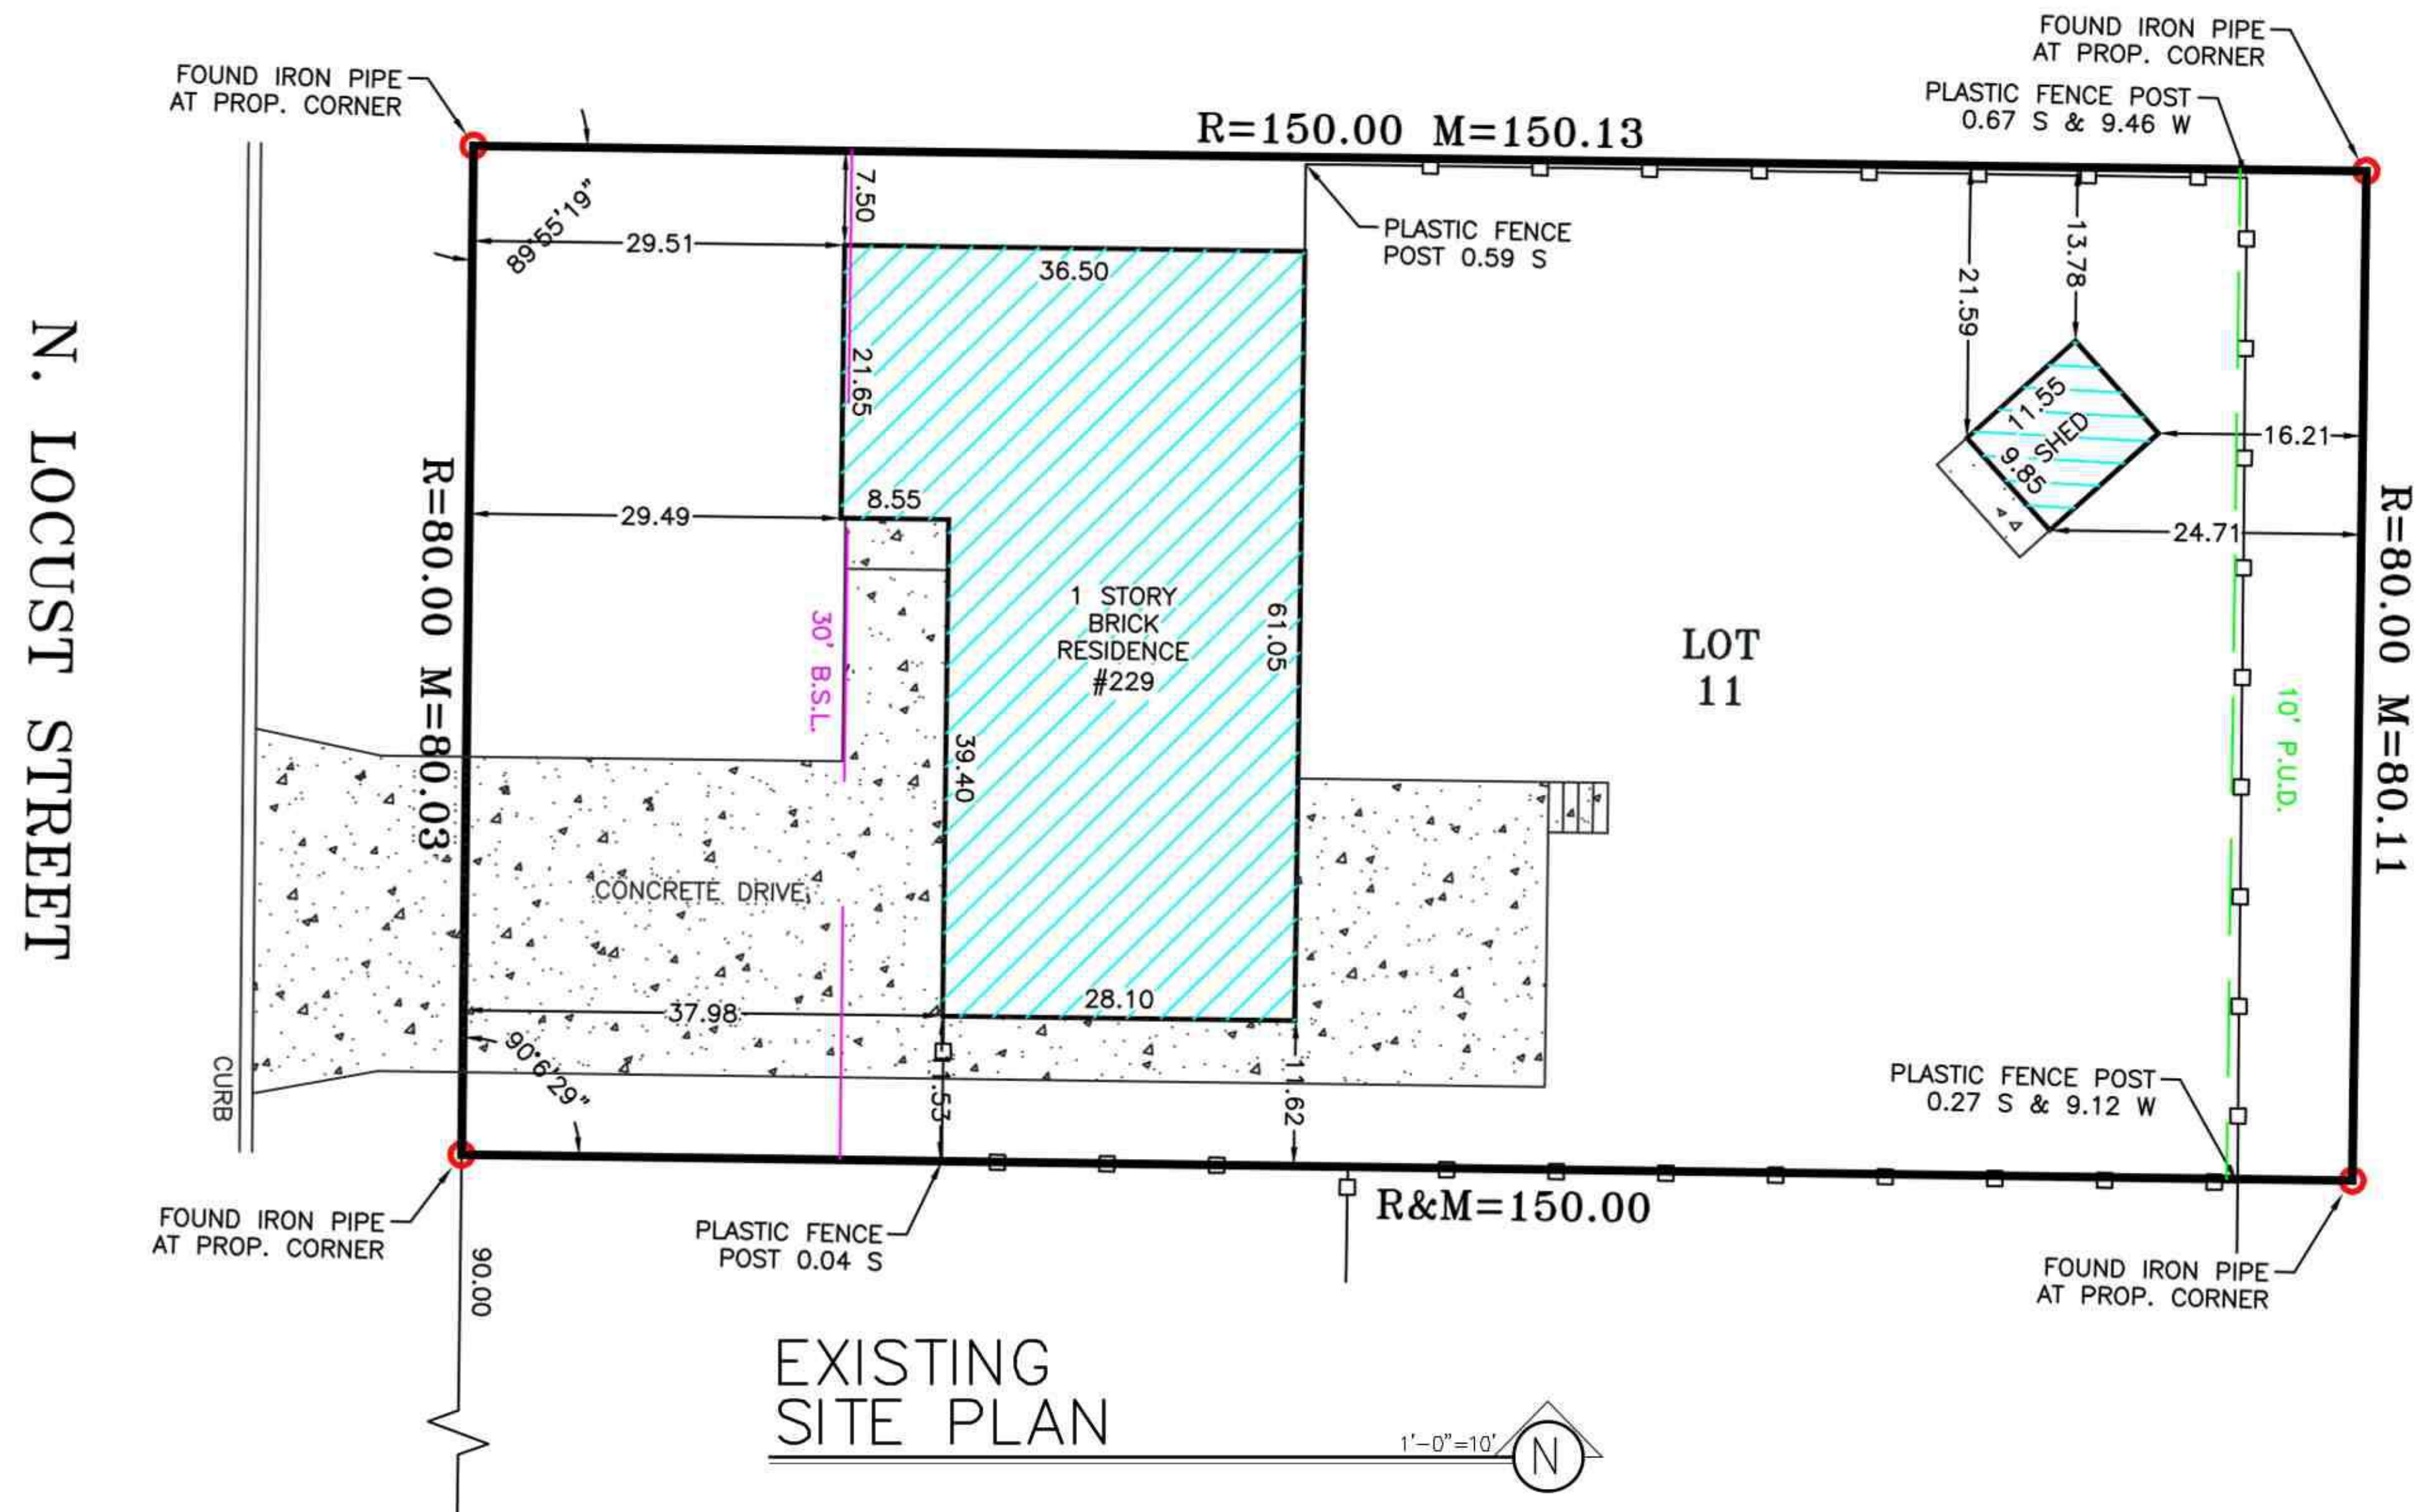 FOUND IRON PIPE
AT PROP. CORNER
FOUND IRON PIPE
AT PROP. CORNER
PLASTIC FENCE POST
0.67 S & 9.46 W
R=150.00 M=150.13
89°55'19"
29.51
7.50
36.50
PLASTIC FENCE
POST 0.59 S
21.59
13.78
11.55
SHED
9.85
16.21
24.71
21.65
8.55
29.49
N. LOCUST STREET
R=80.00 M=80.03
30' B.S.L.
1 STORY
BRICK
RESIDENCE
#229
61.05
39.40
LOT
11
R=80.00 M=80.11
10' P.U.D.
CONCRETE DRIVE
28.10
37.98
90°6'29"
CURB
11.62
PLASTIC FENCE POST
0.27 S & 9.12 W
R&M=150.00
FOUND IRON PIPE
AT PROP. CORNER
PLASTIC FENCE
POST 0.04 S
90.00
FOUND IRON PIPE
AT PROP. CORNER
EXISTING
SITE PLAN
1'-0"=10'
N